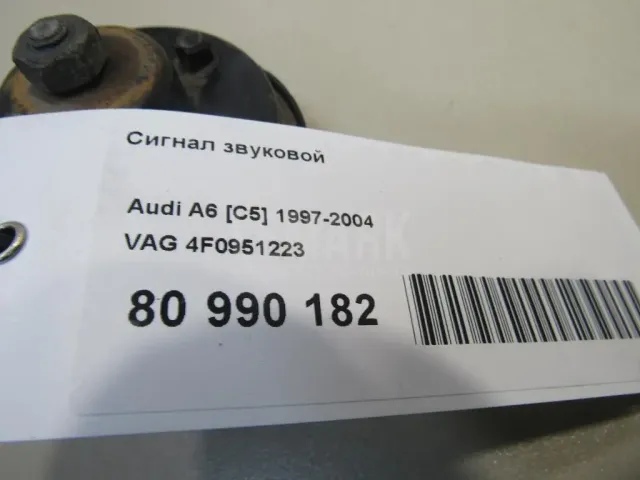 Сигнал звуковой
Audi A6 [C5] 1997-2004
VAG 4F0951223
80 990 182